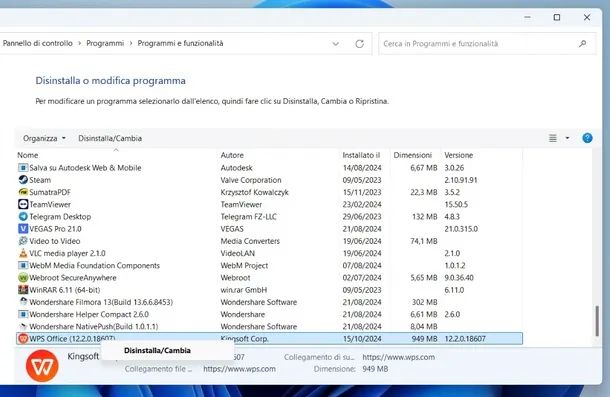 Pannello di controllo > Programmi > Programmi e funzionalità
Cerca in Programmi e funzionalità
Disinstalla o modifica programma
Per modificare un programma selezionarlo dall'elenco, quindi fare clic su Disinstalla, Cambia o Ripristina.
Organizza Disinstalla/Cambia
Nome Autore Installato il Dimensioni Versione
Salva su Autodesk Web & Mobile Autodesk 14/08/2024 6,67 MB 3.0.26
Steam Valve Corporation 09/05/2023 2.10.91.91
SumatraPDF Krzysztof Kowalczyk 15/11/2023 22,3 MB 3.5.2
TeamViewer TeamViewer 23/02/2024 15.50.5
Telegram Desktop Telegram FZ-LLC 29/06/2023 132 MB 4.8.3
VEGAS Pro 21.0 VEGAS 21/08/2024 21.0.315.0
Video to Video Media Converters 19/06/2024 74,1 MB
VLC media player 2.1.0 VideoLAN 19/06/2024 2.1.0
WebM Media Foundation Components WebM Project 07/08/2024 1.0.1.2
Webroot SecureAnywhere Webroot 02/07/2024 5,65 MB 9.0.36.40
WinRAR 6.11 (64-bit) win.rar GmbH 09/05/2023 6.11.0
Wondershare Filmora 13(Build 13.6.6.8453) Wondershare Software 21/08/2024 302 MB
Wondershare Helper Compact 2.6.0 Wondershare 21/08/2024 6,61 MB 2.6.0
Wondershare NativePush(Build 1.0.1.1) Wondershare Software 21/08/2024 8,04 MB
WPS Office (12.2.0.18607) Kingsoft Corp. 15/10/2024 949 MB 12.2.0.18607
Disinstalla/Cambia
Kingsoft 607 Collegamento di su... https://www.wps.com
Collegamento file ... Dimensione: 949 MB